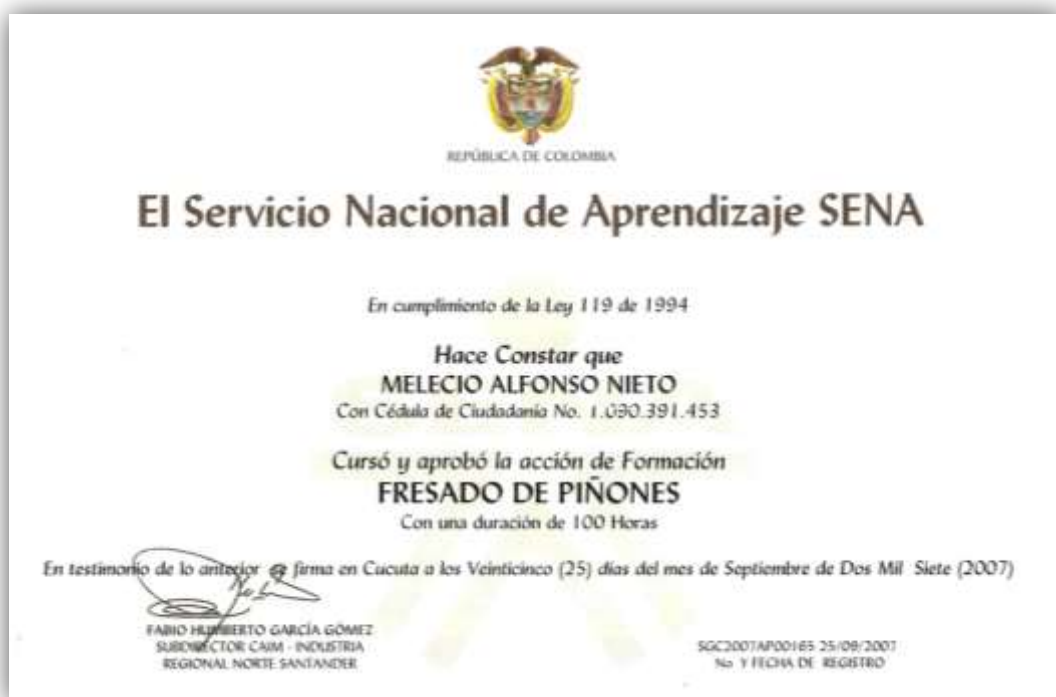 REPÚBLICA DE COLOMBIA
El Servicio Nacional de Aprendizaje SENA
En cumplimiento de la Ley 119 de 1994
Hace Constar que
MELECIO ALFONSO NIETO
Con Cédula de Ciudadanía No. 1.090.391.453
Cursó y aprobó la acción de Formación
FRESADO DE PIÑONES
Con una duración de 100 Horas
En testimonio de lo anterior se firma en Cucuta a los Veinticinco (25) días del mes de Septiembre de Dos Mil Siete (2007)
FABIO HUMBERTO GARCÍA GÓMEZ
SUBDIRECTOR CAIM - INDUSTRIA
REGIONAL NORTE SANTANDER
SGC2007AP00165 25/09/2007
No Y FECHA DE REGISTRO